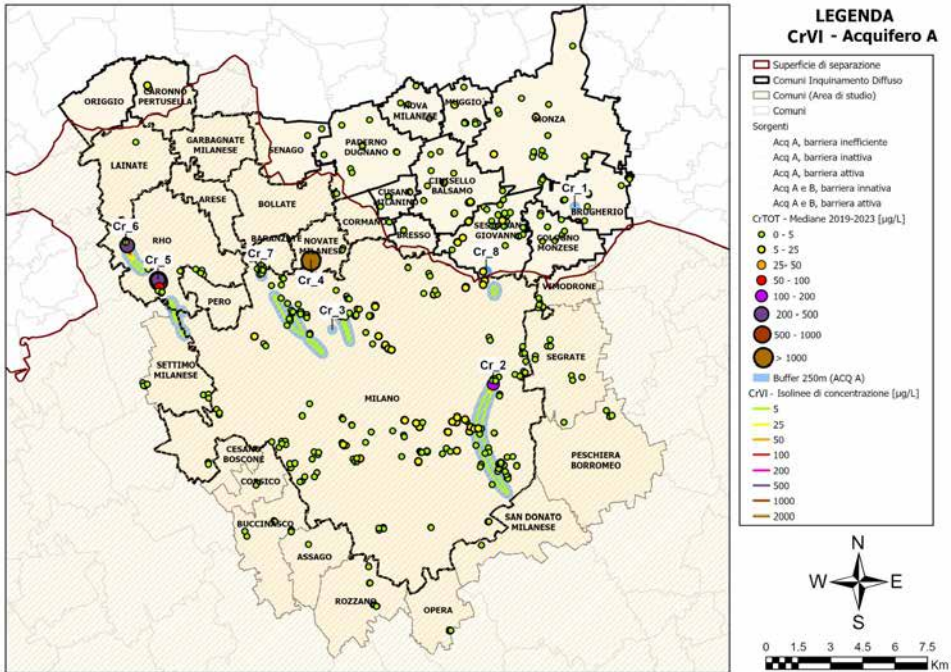 LEGENDA
CrVI - Acquifero A
Superficie di separazione
Comuni Inquinamento Diffuso
Comuni (Area di studio)
Comuni
Sorgenti
Acq A, barriera inefficiente
Acq A, barriera inattiva
Acq A, barriera attiva
Acq A e B, barriera innativa
Acq A e B, barriera attiva
CrTOT - Mediane 2019-2023 [µg/L]
0 - 5
5 - 25
25- 50
50 - 100
100 - 200
200 - 500
500 - 1000
> 1000
Buffer 250m (ACQ A)
CrVI - Isolinee di concentrazione [µg/L]
5
25
50
100
200
500
1000
2000
N
W E
S
0 1.5 3 4.5 6 7.5
Km
ORIGGIO
CARONNO
PERTUSELLA
GARBAGNATE
MILANESE
LAINATE
SENAGO
PADERNO
DUGNANO
NOVA
MILANESE
MUGGIO
MONZA
ARESE
BOLLATE
CUSANO
MILANINO
CINISELLO
BALSAMO
Cr_1
BRUGHERIO
CORMANO
BRESSO
SESTO SAN
GIOVANNI
COLOGNO
MONZESE
Cr_6
RHO
BARANZATE
NOVATE
MILANESE
Cr_5
Cr_7
Cr_4
Cr_8
VIMODRONE
PERO
Cr_3
SETTIMO
MILANESE
SEGRATE
Cr_2
MILANO
CESANO
BOSCONE
CORSICO
PESCHIERA
BORROMEO
BUCCINASCO
SAN DONATO
MILANESE
ASSAGO
ROZZANO
OPERA